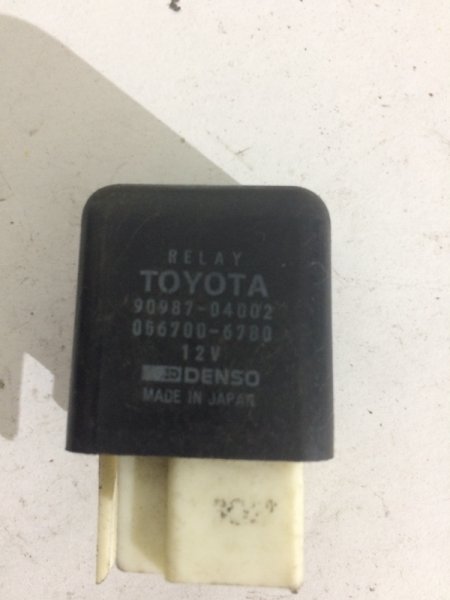 RELAY
TOYOTA
90987-04002
056700-6780
12V
DENSO
MADE IN JAPAN